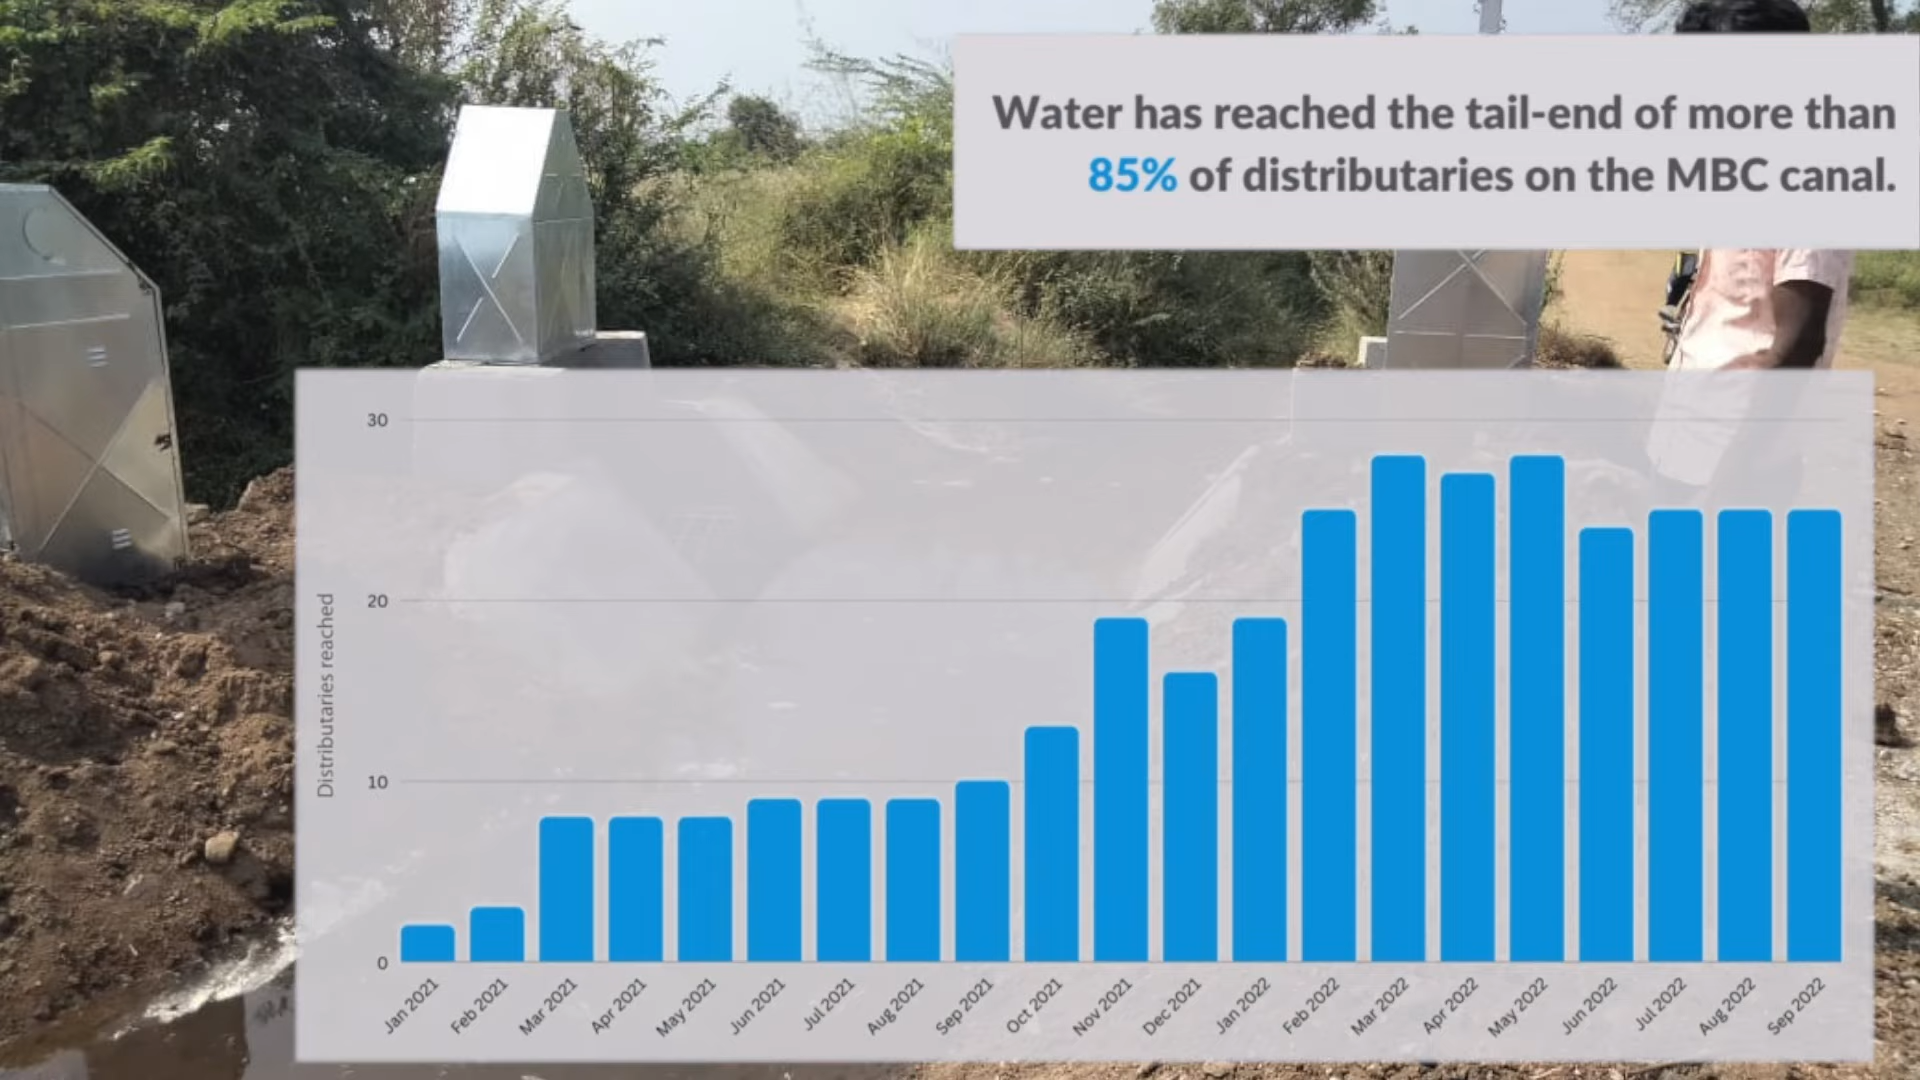 Water has reached the tail-end of more than
85% of distributaries on the MBC canal.
Distributaries reached
30
20
10
0
Jan 2021
Feb 2021
Mar 2021
Apr 2021
May 2021
Jun 2021
Jul 2021
Aug 2021
Sep 2021
Oct 2021
Nov 2021
Dec 2021
Jan 2022
Feb 2022
Mar 2022
Apr 2022
May 2022
Jun 2022
Jul 2022
Aug 2022
Sep 2022